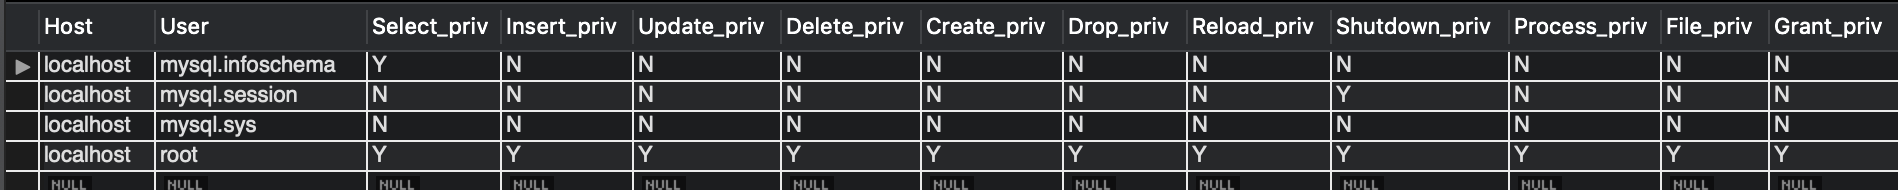 Host User Select_priv Insert_priv Update_priv Delete_priv Create_priv Drop_priv Reload_priv Shutdown_priv Process_priv File_priv Grant_priv
localhost mysql.infoschema Y N N N N N N N N N N
localhost mysql.session N N N N N N N Y N N N
localhost mysql.sys N N N N N N N N N N N
localhost root Y Y Y Y Y Y Y Y Y Y Y
NULL NULL NULL NULL NULL NULL NULL NULL NULL NULL NULL NULL NULL